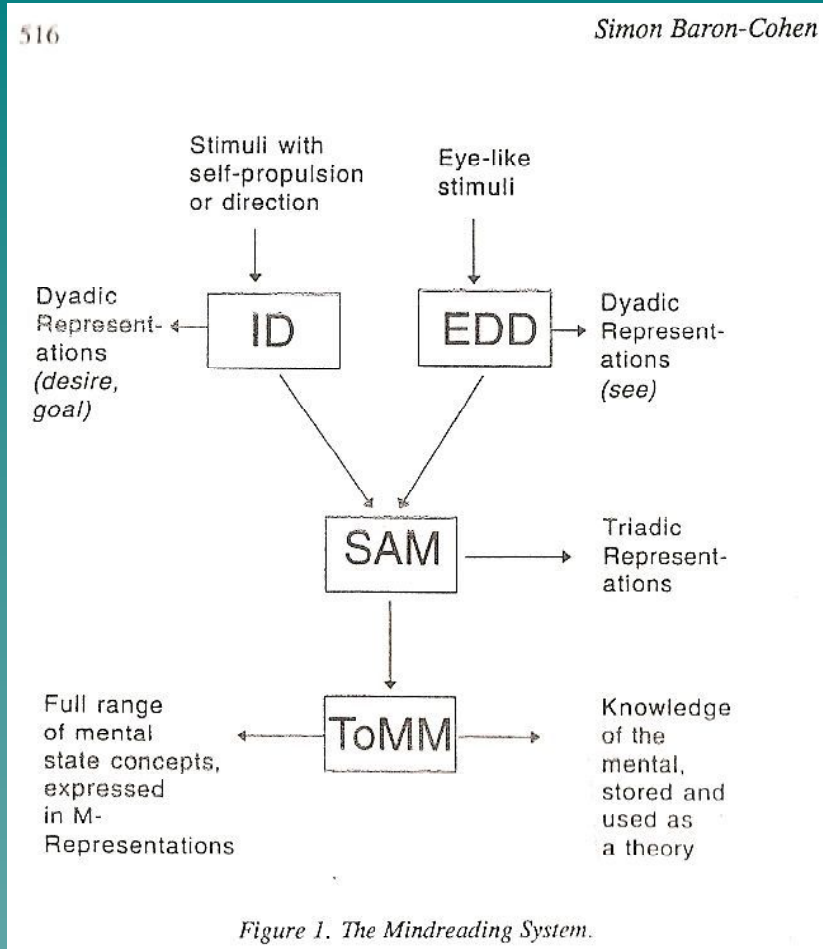 516
Simon Baron-Cohen
Stimuli with
self-propulsion
or direction
Eye-like
stimuli
Dyadic
Represent-
ations
(desire,
goal)
ID
EDD
Dyadic
Represent-
ations
(see)
SAM
Triadic
Represent-
ations
Full range
of mental
state concepts,
expressed
in M-
Representations
ToMM
Knowledge
of the
mental,
stored and
used as
a theory
Figure 1. The Mindreading System.